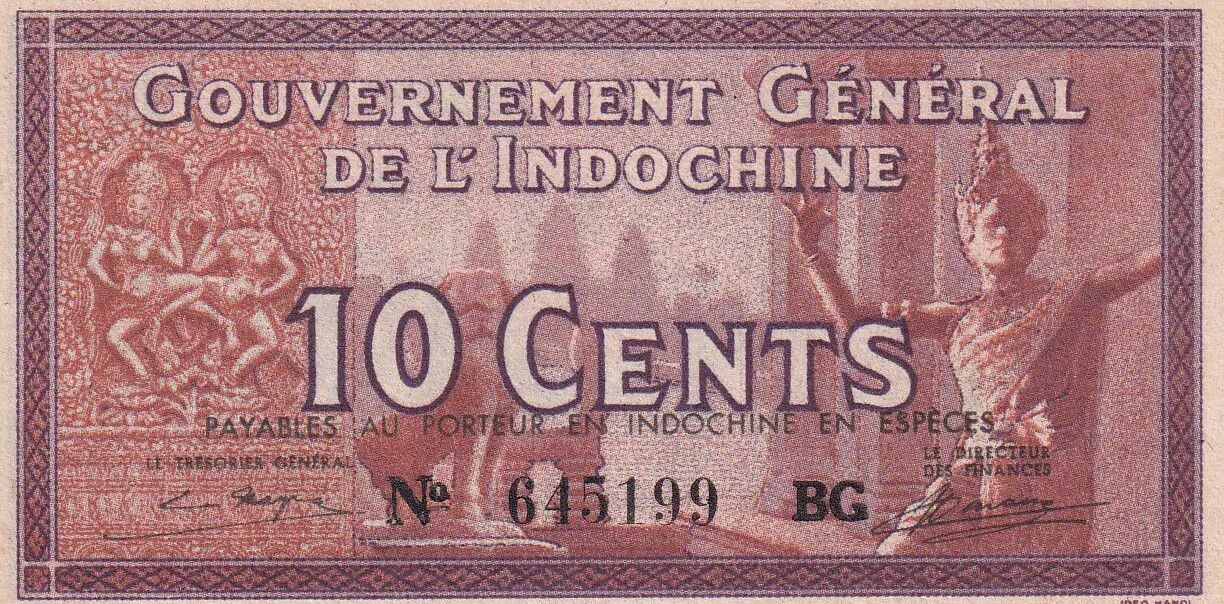 GOUVERNEMENT GÉNÉRAL
DE L'INDOCHINE
10 CENTS
PAYABLES AU PORTEUR EN INDOCHINE EN ESPÈCES
LE TRÉSORIER GÉNÉRAL
LE DIRECTEUR
DES FINANCES
Nº 645199 BG